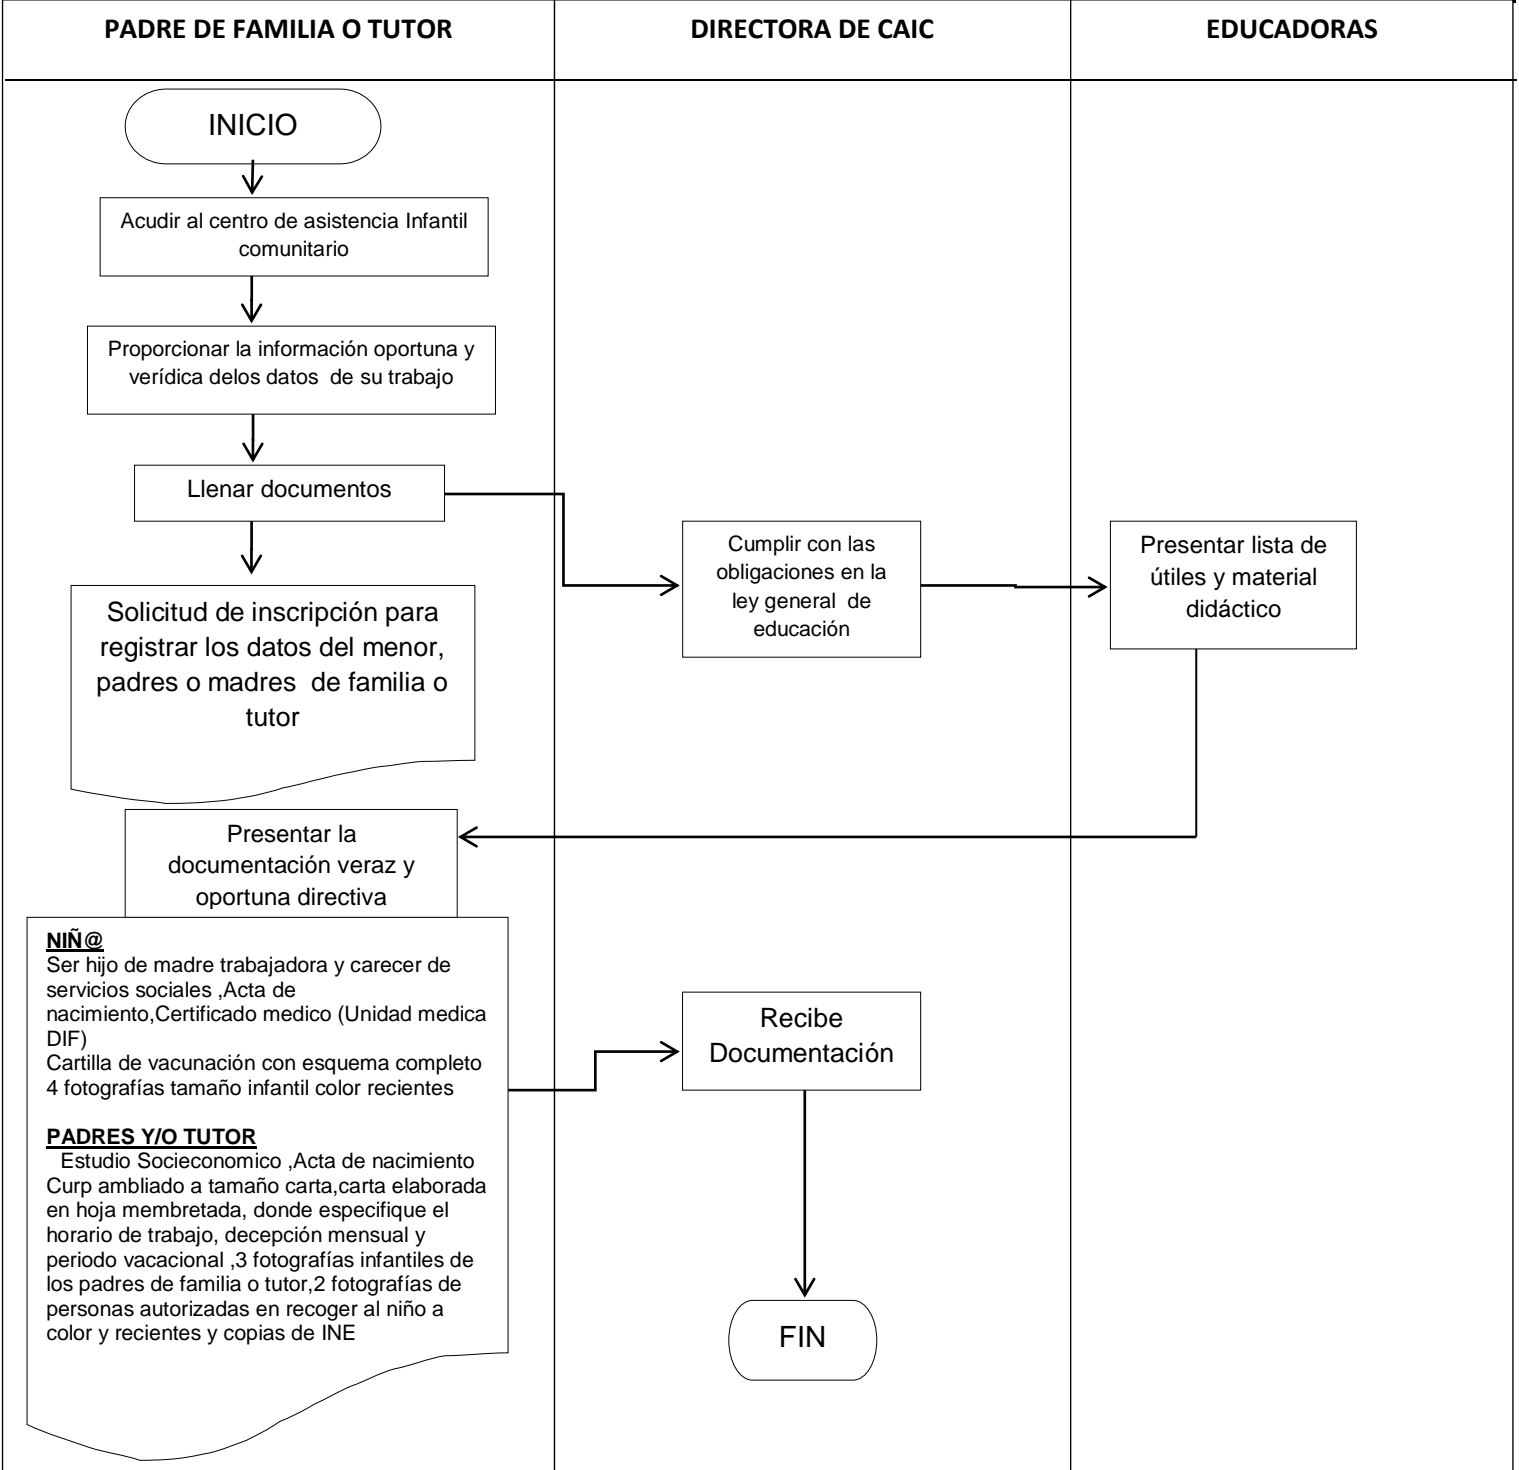 PADRE DE FAMILIA O TUTOR
DIRECTORA DE CAIC
EDUCADORAS
INICIO
Acudir al centro de asistencia Infantil
comunitario
Proporcionar la información oportuna y
verídica delos datos  de su trabajo
Llenar documentos
Solicitud de inscripción para
registrar los datos del menor,
padres o madres  de familia o
tutor
Cumplir con las
obligaciones en la
ley general  de
educación
Presentar lista de
útiles y material
didáctico
Presentar la
documentación veraz y
oportuna directiva
NIÑ@
Ser hijo de madre trabajadora y carecer de
servicios sociales ,Acta de
nacimiento,Certificado medico (Unidad medica
DIF)
Cartilla de vacunación con esquema completo
4 fotografías tamaño infantil color recientes
PADRES Y/O TUTOR
Estudio Socieconomico ,Acta de nacimiento
Curp ambliado a tamaño carta,carta elaborada
en hoja membretada, donde especifique el
horario de trabajo, decepción mensual y
periodo vacacional ,3 fotografías infantiles de
los padres de familia o tutor,2 fotografías de
personas autorizadas en recoger al niño a
color y recientes y copias de INE
Recibe
Documentación
FIN